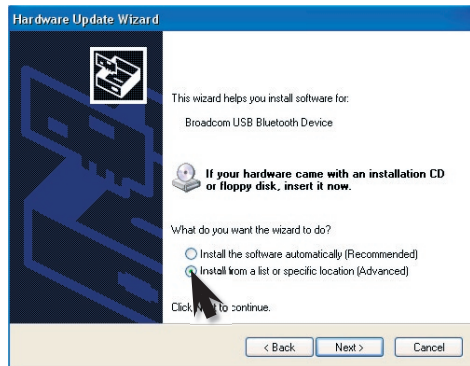 Hardware Update Wizard
This wizard helps you install software for:
Broadcom USB Bluetooth Device
If your hardware came with an installation CD
or floppy disk, insert it now.
What do you want the wizard to do?
Install the software automatically (Recommended)
Install from a list or specific location (Advanced)
Click to continue.
< Back
Next >
Cancel